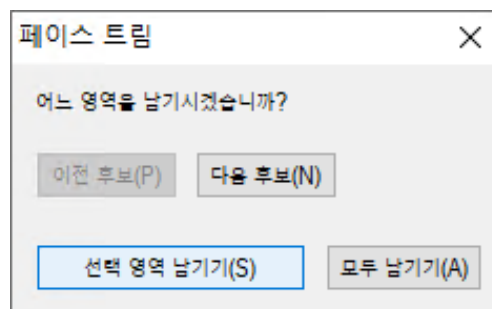 페이스 트림
어느 영역을 남기시겠습니까?
이전 후보(P) 다음 후보(N)
선택 영역 남기기(S) 모두 남기기(A)